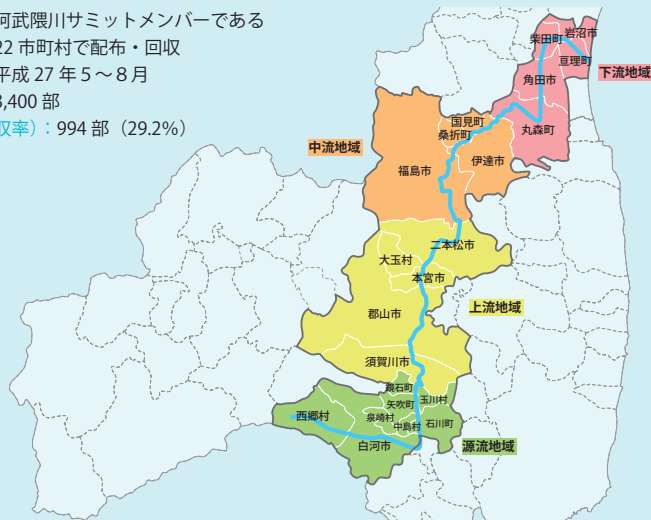 阿武隈川サミットメンバーである
22 市町村で配布・回収
平成 27 年５～８月
3,400 部
収率）：994 部（29.2%）
柴田町
岩沼市
亘理町
下流地域
角田市
丸森町
国見町
桑折町
中流地域
伊達市
福島市
二本松市
大玉村
本宮市
上流地域
郡山市
須賀川市
鏡石町
玉川村
矢吹町
西郷村
泉崎村
中島村
石川町
白河市
源流地域